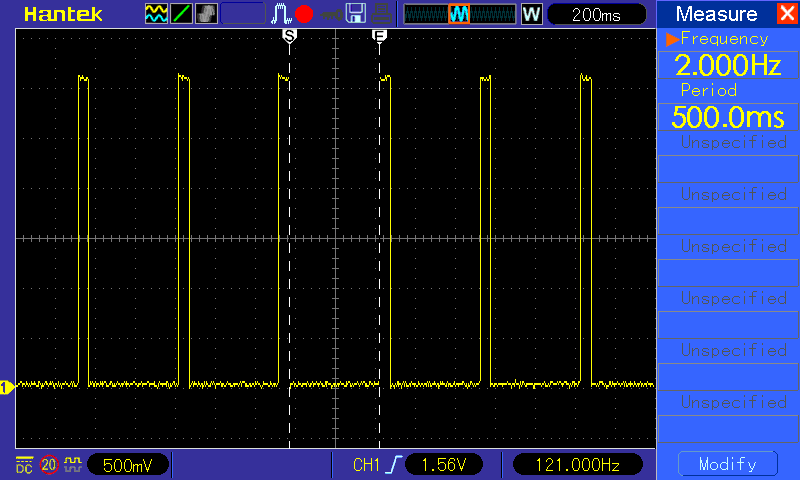 Hantek
W
200ms
Measure
S
E
Frequency
2.000Hz
Period
500.0ms
Unspecified
Unspecified
Unspecified
Unspecified
Unspecified
Unspecified
1
DC
20
500mV
CH1
1.56V
121.000Hz
Modify